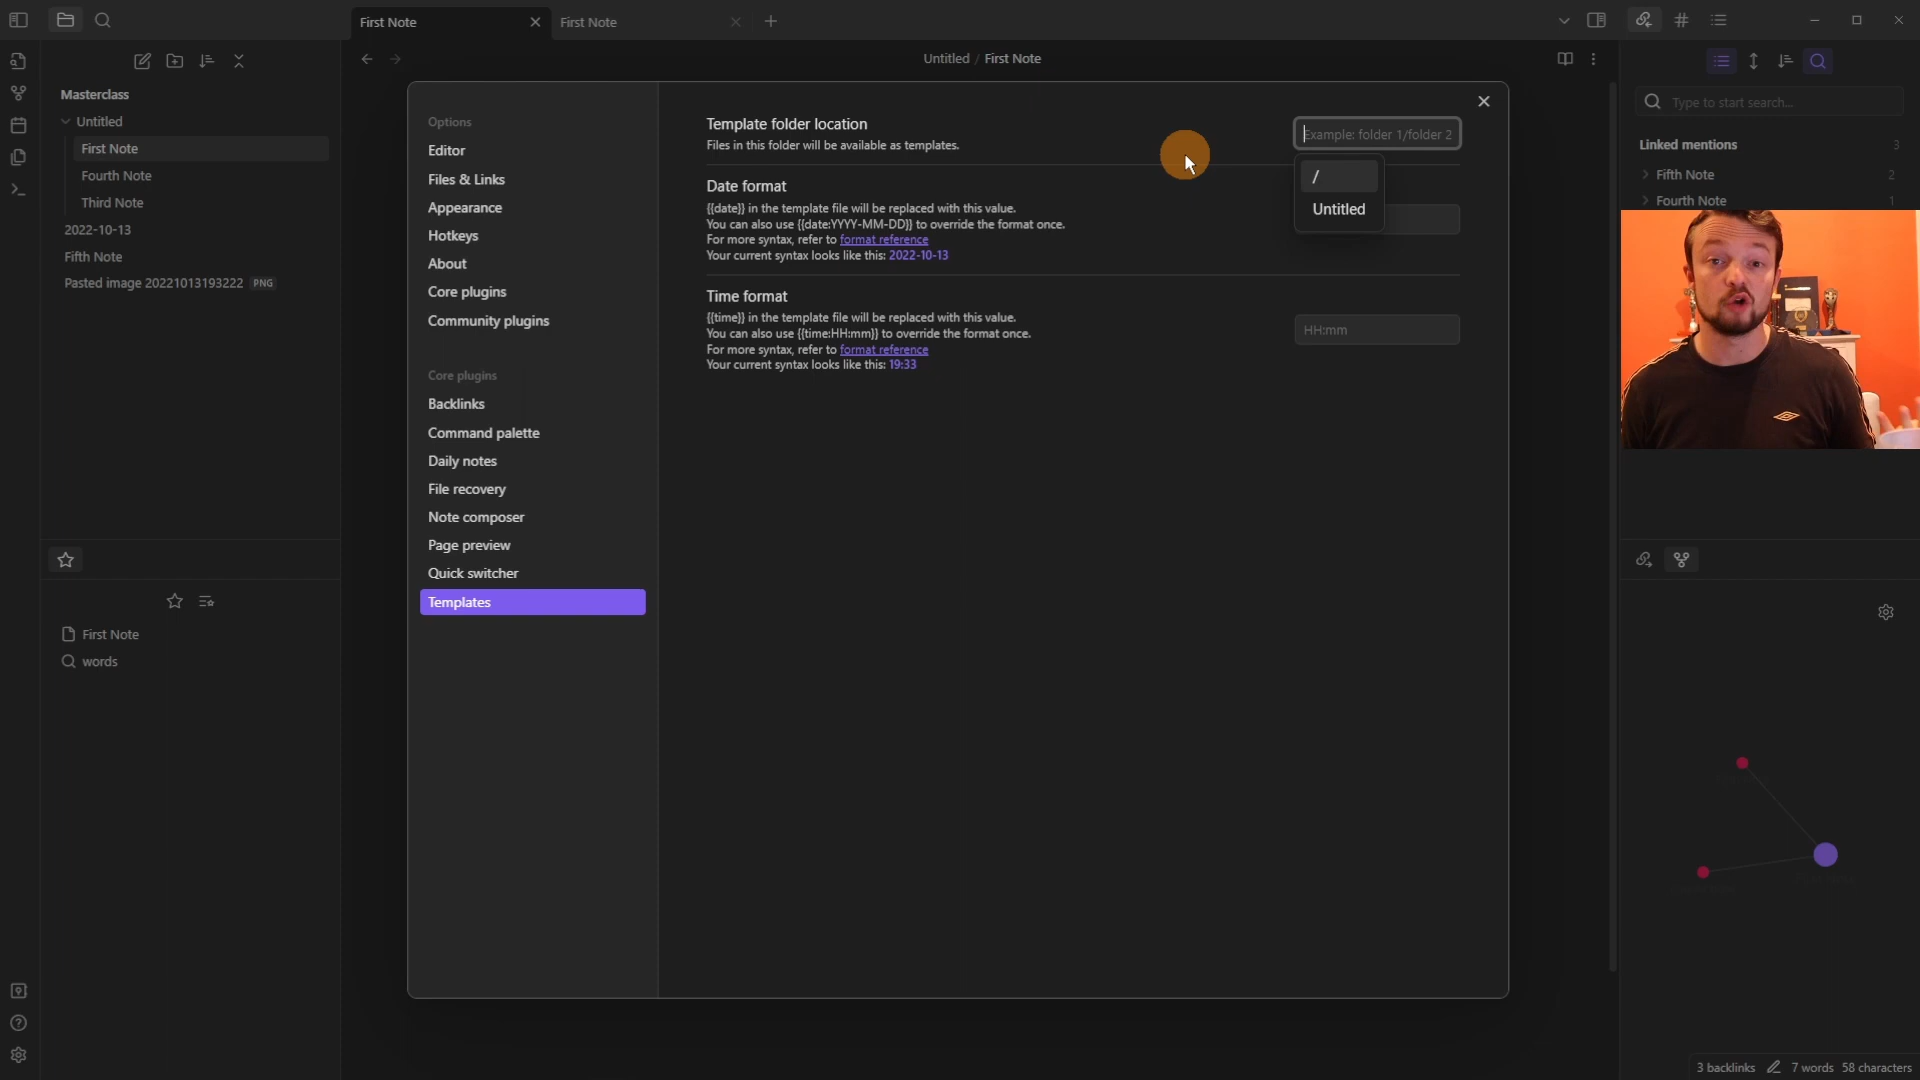 First Note
First Note
Untitled / First Note
Masterclass
Untitled
First Note
Fourth Note
Third Note
2022-10-13
Fifth Note
Pasted image 20221013193222 PNG
First Note
words
Options
Editor
Files & Links
Appearance
Hotkeys
About
Core plugins
Community plugins
Core plugins
Backlinks
Command palette
Daily notes
File recovery
Note composer
Page preview
Quick switcher
Templates
Template folder location
Files in this folder will be available as templates.
Example: folder 1/folder 2
/
Untitled
Date format
{{date}} in the template file will be replaced with this value.
You can also use {{date:YYYY-MM-DD}} to override the format once.
For more syntax, refer to format reference
Your current syntax looks like this: 2022-10-13
Time format
{{time}} in the template file will be replaced with this value.
You can also use {{time:HH:mm}} to override the format once.
For more syntax, refer to format reference
Your current syntax looks like this: 19:33
HH:mm
Type to start search...
Linked mentions 3
Fifth Note 2
Fourth Note 1
3 backlinks 7 words 58 characters